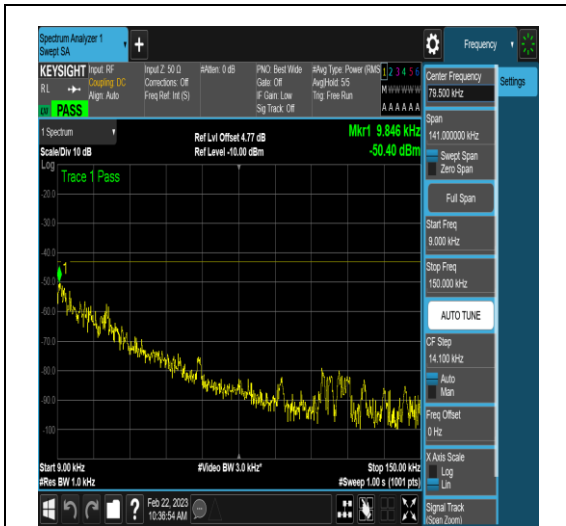 Spectrum Analyzer 1
Swept SA
+
Frequency
KEYSIGHT
RL
PASS
Input: RF
Coupling: DC
Align: Auto
Input Z: 50 Ω
Corrections: Off
Freq Ref: Int (S)
#Atten: 0 dB
PNO: Best Wide
Gate: Off
IF Gain: Low
Sig Track: Off
#Avg Type: Power (RMS
Avg|Hold: 5/5
Trig: Free Run
1 2 3 4 5 6
M W W W W W
A A A A A A
1 Spectrum
Scale/Div 10 dB
Ref Lvl Offset 4.77 dB
Ref Level -10.00 dBm
Mkr1 9.846 kHz
-50.40 dBm
Log
Trace 1 Pass
1
-20.0
-30.0
-40.0
-50.0
-60.0
-70.0
-80.0
-90.0
-100
Start 9.00 kHz
#Res BW 1.0 kHz
#Video BW 3.0 kHz*
Stop 150.00 kHz
#Sweep 1.00 s (1001 pts)
Feb 22, 2023
10:36:54 AM
?
Center Frequency
79.500 kHz
Span
141.000000 kHz
Swept Span
Zero Span
Full Span
Start Freq
9.000 kHz
Stop Freq
150.000 kHz
AUTO TUNE
CF Step
14.100 kHz
Auto
Man
Freq Offset
0 Hz
X Axis Scale
Log
Lin
Signal Track
(Span Zoom)
Settings